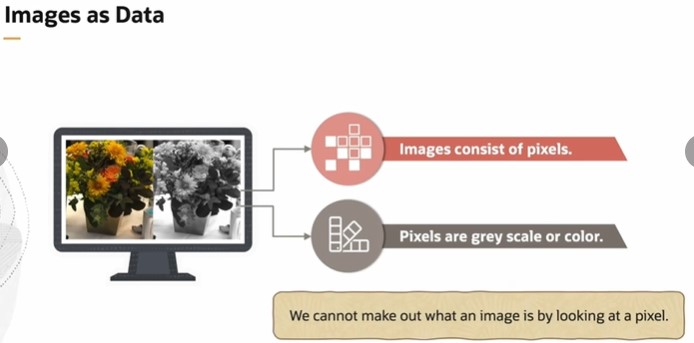 Images as Data
Images consist of pixels.
Pixels are grey scale or color.
We cannot make out what an image is by looking at a pixel.